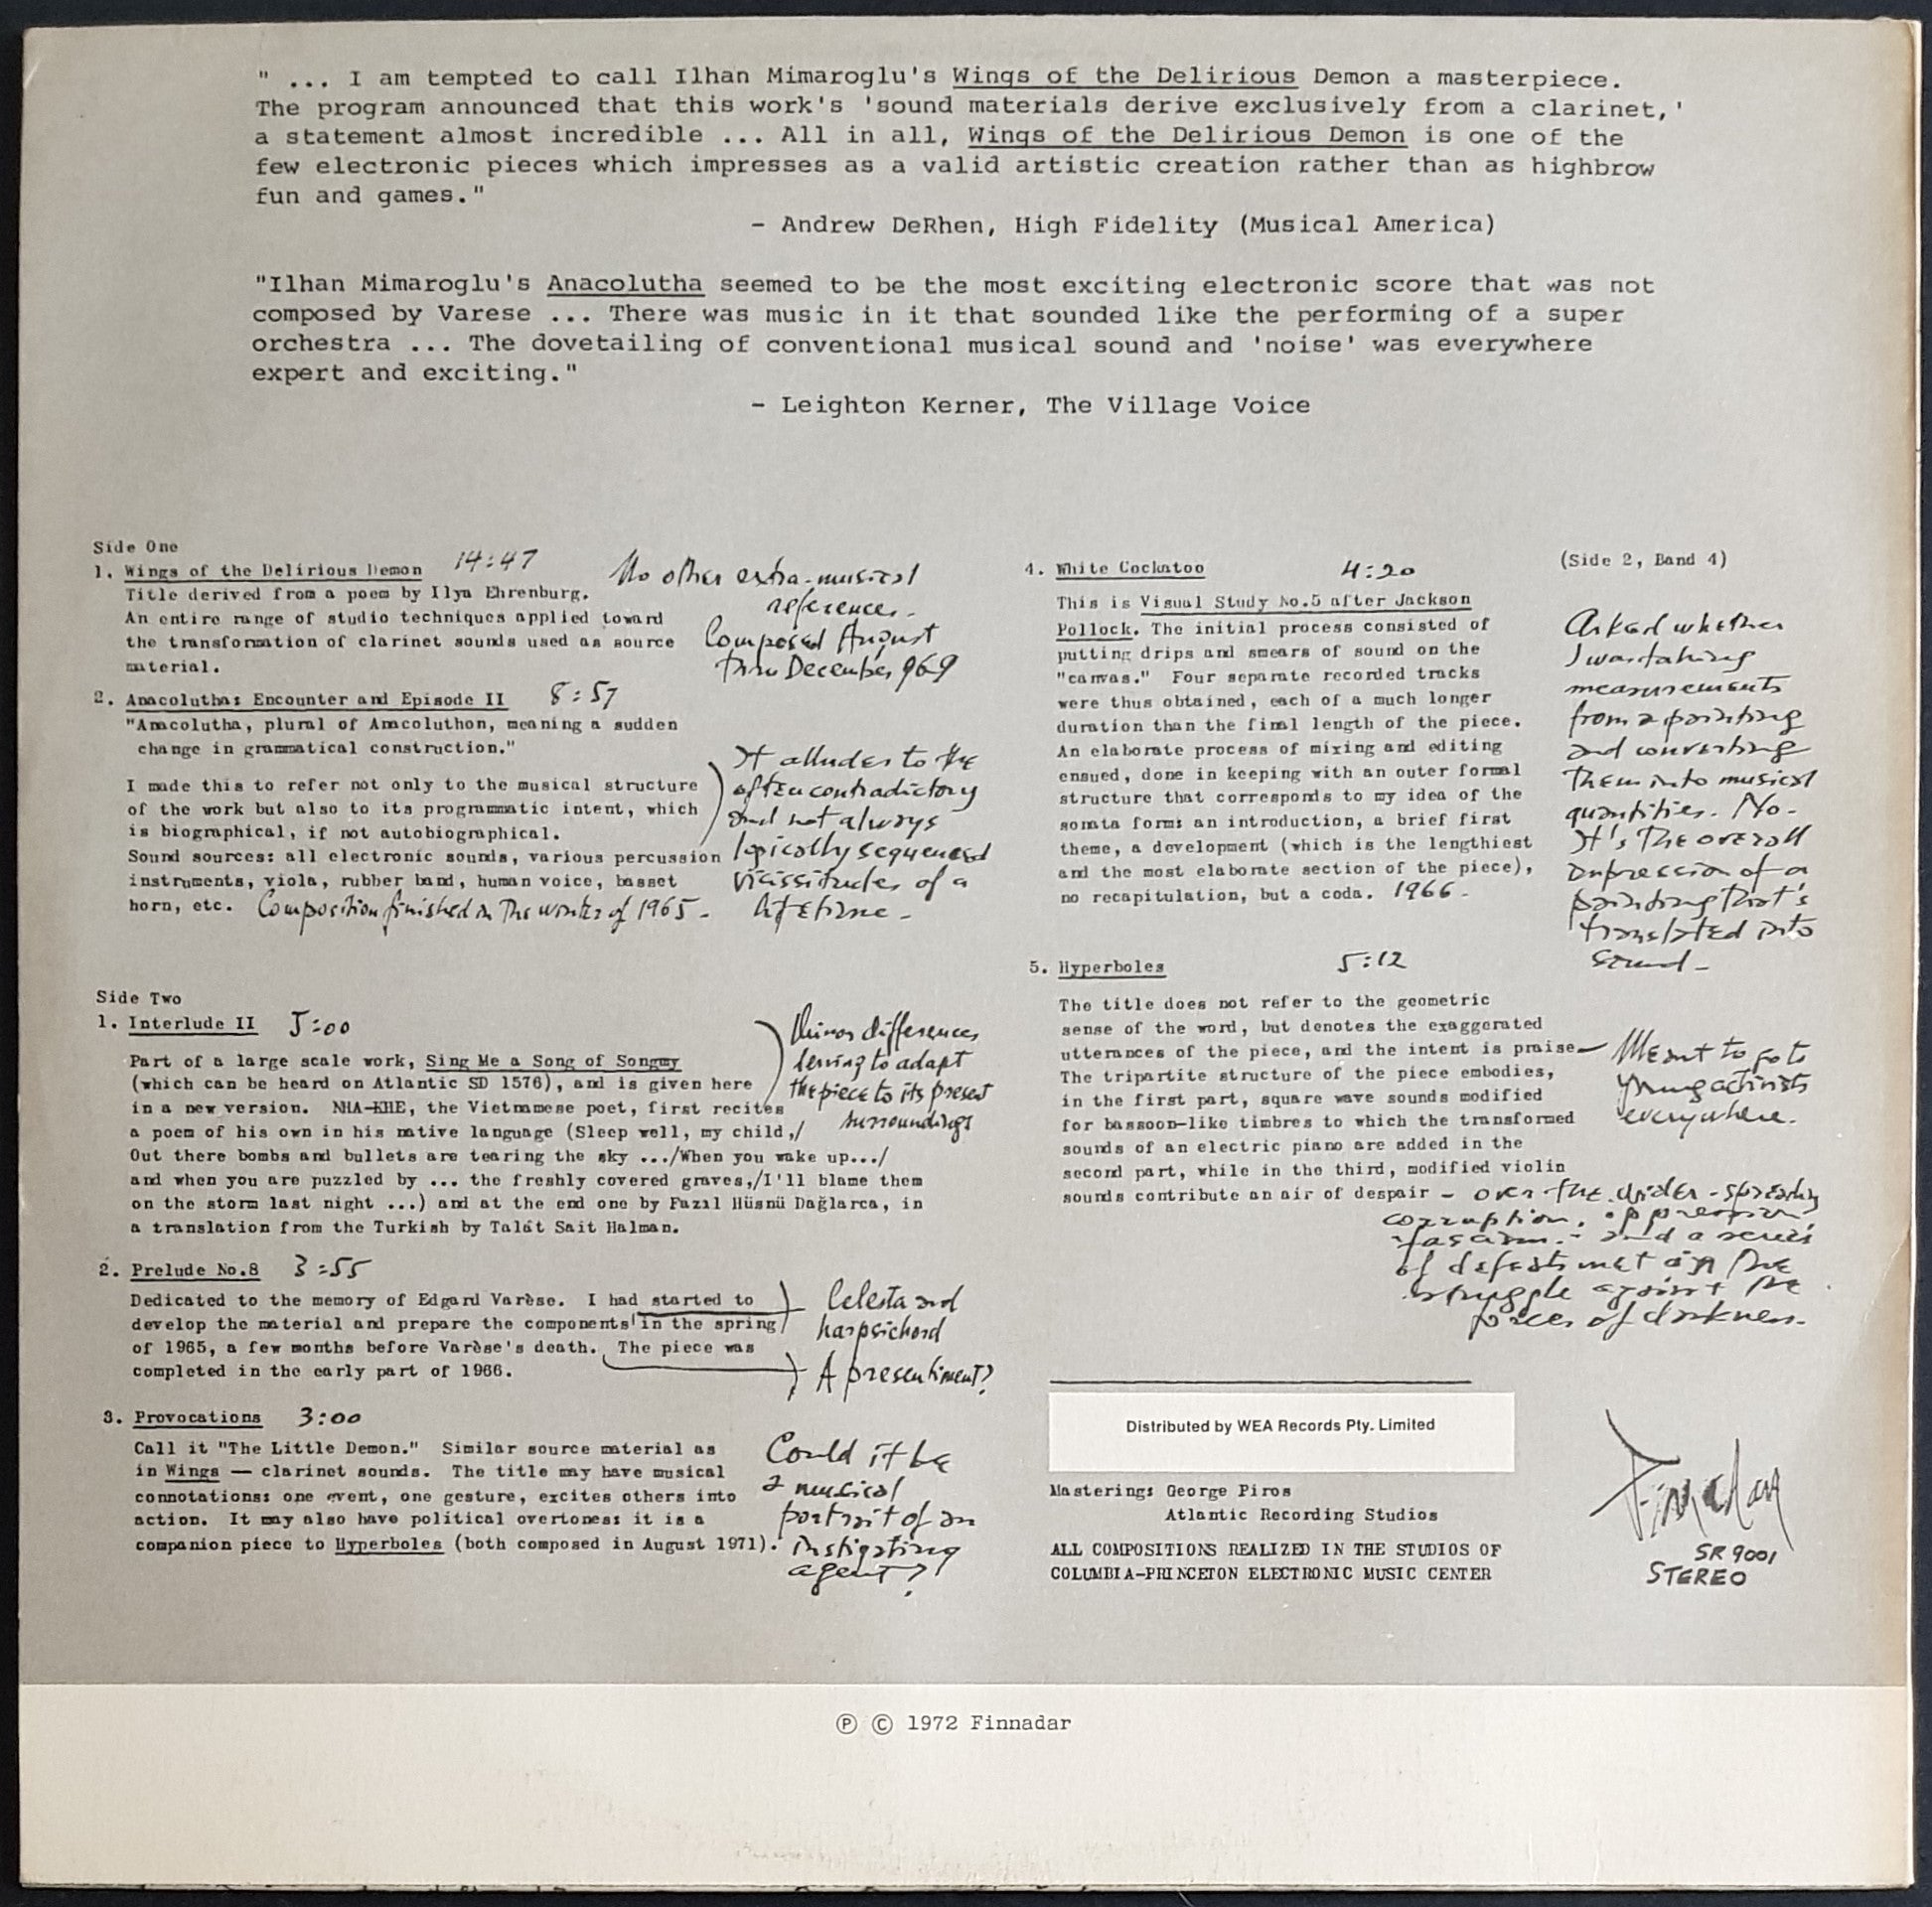 " ... I am tempted to call Ilhan Mimaroglu's Wings of the Delirious Demon a masterpiece.
The program announced that this work's 'sound materials derive exclusively from a clarinet,'
a statement almost incredible ... All in all, Wings of the Delirious Demon is one of the
few electronic pieces which impresses as a valid artistic creation rather than as highbrow
fun and games."
- Andrew DeRhen, High Fidelity (Musical America)
"Ilhan Mimaroglu's Anacolutha seemed to be the most exciting electronic score that was not
composed by Varese ... There was music in it that sounded like the performing of a super
orchestra ... The dovetailing of conventional musical sound and 'noise' was everywhere
expert and exciting."
- Leighton Kerner, The Village Voice
Side One
1. Wings of the Delirious Demon 14:47
Title derived from a poem by Ilya Ehrenburg.
An entire range of studio techniques applied toward
the transformation of clarinet sounds used as source
material.
No other extra-musical
references.
Composed August
thru December 969
2. Anacolutha: Encounter and Episode II 8:57
"Anacolutha, plural of Anacoluthon, meaning a sudden
change in grammatical construction."
I made this to refer not only to the musical structure
of the work but also to its programmatic intent, which
is biographical, if not autobiographical.
Sound sources: all electronic sounds, various percussion
instruments, viola, rubber band, human voice, basset
horn, etc. Composition finished in the winter of 1965.
It alludes to the
often contradictory
and not always
logically sequenced
vicissitudes of a
lifetime.
Side Two
1. Interlude II 5:00
Part of a large scale work, Sing Me a Song of Songmy
(which can be heard on Atlantic SD 1576), and is given here
in a new version. NHA-KHE, the Vietnamese poet, first recites
a poem of his own in his native language (Sleep well, my child,/
Out there bombs and bullets are tearing the sky .../When you wake up.../
and when you are puzzled by ... the freshly covered graves,/I'll blame them
on the storm last night ...) and at the end one by Fazıl Hüsnü Dağlarca, in
a translation from the Turkish by Talât Sait Halman.
Minor differences
serving to adapt
the piece to its present
surroundings
2. Prelude No.8 3:55
Dedicated to the memory of Edgard Varèse. I had started to
develop the material and prepare the components in the spring
of 1965, a few months before Varèse's death. The piece was
completed in the early part of 1966.
Celesta and
harpsichord
A presentiment?
3. Provocations 3:00
Call it "The Little Demon." Similar source material as
in Wings — clarinet sounds. The title may have musical
connotations: one event, one gesture, excites others into
action. It may also have political overtones: it is a
companion piece to Hyperboles (both composed in August 1971).
Could it be
a musical
portrait of an
instigating
agent?
4. White Cockatoo 4:20 (Side 2, Band 4)
This is Visual Study No.5 after Jackson
Pollock. The initial process consisted of
putting drips and smears of sound on the
"canvas." Four separate recorded tracks
were thus obtained, each of a much longer
duration than the final length of the piece.
An elaborate process of mixing and editing
ensued, done in keeping with an outer formal
structure that corresponds to my idea of the
sonata form: an introduction, a brief first
theme, a development (which is the lengthiest
and the most elaborate section of the piece),
no recapitulation, but a coda. 1966.
Asked whether
I was taking
measurements
from a painting
and converting
them into musical
quantities. No.
It's the overall
impression of a
painting that's
translated into
sound.
5. Hyperboles 5:12
The title does not refer to the geometric
sense of the word, but denotes the exaggerated
utterances of the piece, and the intent is praise
The tripartite structure of the piece embodies,
in the first part, square wave sounds modified
for bassoon-like timbres to which the transformed
sounds of an electric piano are added in the
second part, while in the third, modified violin
sounds contribute an air of despair - over the wider-spreading
corruption, oppression,
fascism.- and a series
of defeats met in the
struggle against the
forces of darkness.
Meant to go to
young activists
everywhere.
Distributed by WEA Records Pty. Limited
Mastering: George Piros
Atlantic Recording Studios
ALL COMPOSITIONS REALIZED IN THE STUDIOS OF
COLUMBIA-PRINCETON ELECTRONIC MUSIC CENTER
Finnadar
SR 9001
STEREO
Ⓟ © 1972 Finnadar